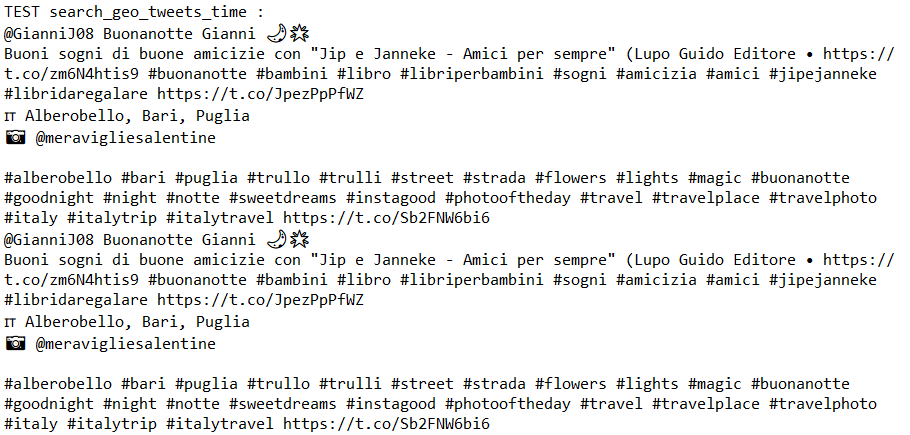 TEST search_geo_tweets_time :
@GianniJ08 Buonanotte Gianni 🌛🌟
Buoni sogni di buone amicizie con "Jip e Janneke - Amici per sempre" (Lupo Guido Editore • https://
t.co/zm6N4htis9 #buonanotte #bambini #libro #libriperbambini #sogni #amicizia #amici #jipejanneke
#libridaregalare https://t.co/JpezPpPfWZ
IT Alberobello, Bari, Puglia
📷 @meravigliesalentine

#alberobello #bari #puglia #trullo #trulli #street #strada #flowers #lights #magic #buonanotte
#goodnight #night #notte #sweetdreams #instagood #photooftheday #travel #travelplace #travelphoto
#italy #italytrip #italytravel https://t.co/Sb2FNW6bi6
@GianniJ08 Buonanotte Gianni 🌛🌟
Buoni sogni di buone amicizie con "Jip e Janneke - Amici per sempre" (Lupo Guido Editore • https://
t.co/zm6N4htis9 #buonanotte #bambini #libro #libriperbambini #sogni #amicizia #amici #jipejanneke
#libridaregalare https://t.co/JpezPpPfWZ
IT Alberobello, Bari, Puglia
📷 @meravigliesalentine

#alberobello #bari #puglia #trullo #trulli #street #strada #flowers #lights #magic #buonanotte
#goodnight #night #notte #sweetdreams #instagood #photooftheday #travel #travelplace #travelphoto
#italy #italytrip #italytravel https://t.co/Sb2FNW6bi6